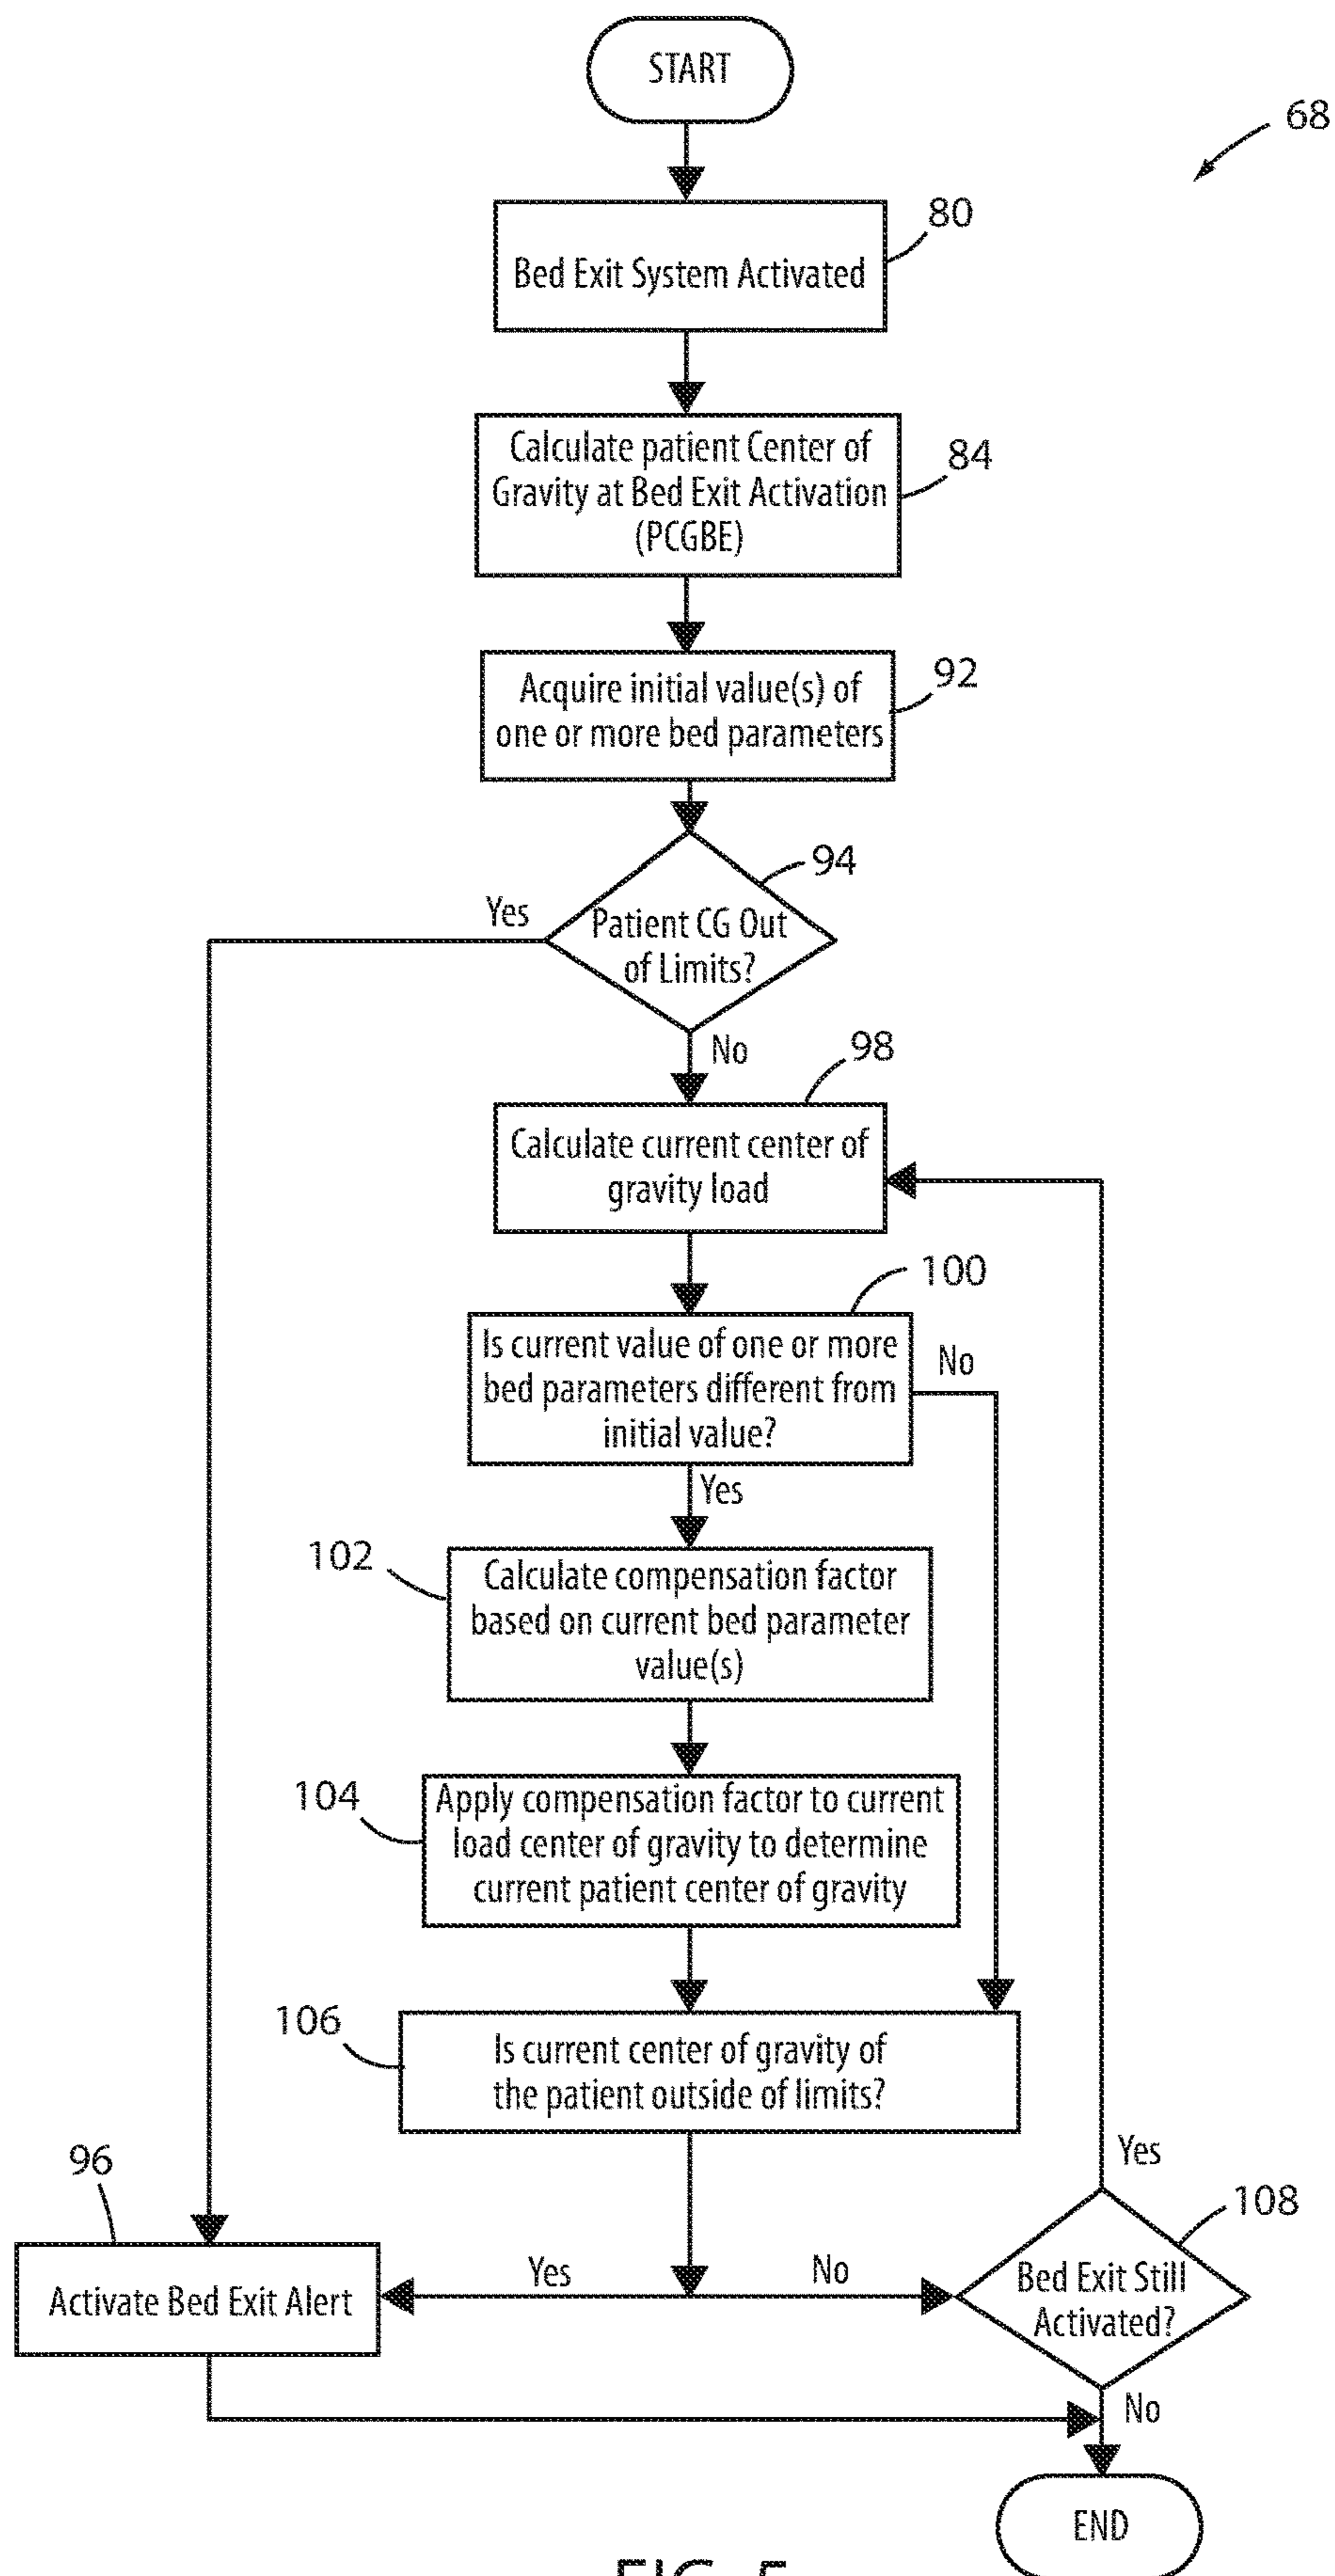 START
68
80
Bed Exit System Activated
Calculate patient Center of
Gravity at Bed Exit Activation
(PCGBE)
84
Acquire initial value(s) of
one or more bed parameters
92
94
Yes
Patient CG Out
of Limits?
No
98
Calculate current center of
gravity load
100
Is current value of one or more
bed parameters different from
initial value?
No
Yes
102
Calculate compensation factor
based on current bed parameter
value(s)
104
Apply compensation factor to current
load center of gravity to determine
current patient center of gravity
106
Is current center of gravity of
the patient outside of limits?
96
Activate Bed Exit Alert
Yes
No
Yes
108
Bed Exit Still
Activated?
No
END
FIG. 5